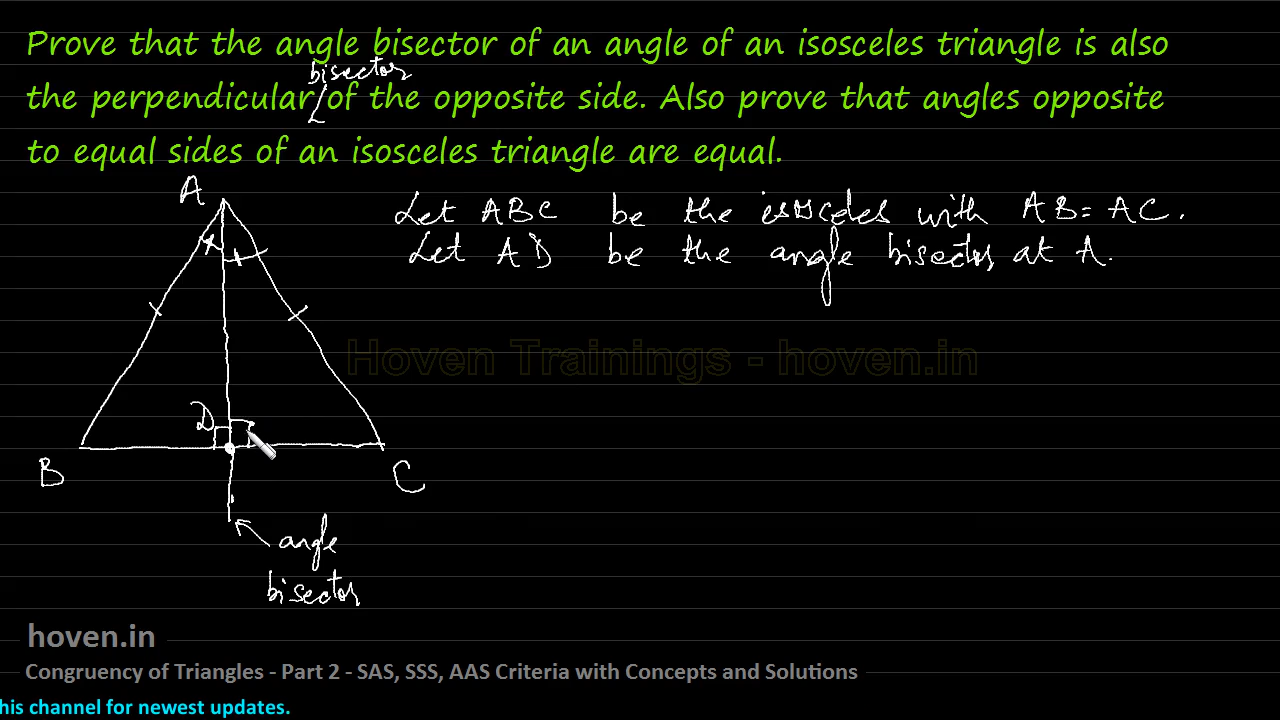 Prove that the angle bisector of an angle of an isosceles triangle is also
bisector
the perpendicular of the opposite side. Also prove that angles opposite
to equal sides of an isosceles triangle are equal.
A
Let ABC be the isosceles with AB = AC.
Let AD be the angle bisector at A.
Hoven Trainings - hoven.in
D
B
C
angle
bisector
hoven.in
Congruency of Triangles - Part 2 - SAS, SSS, AAS Criteria with Concepts and Solutions
his channel for newest updates.